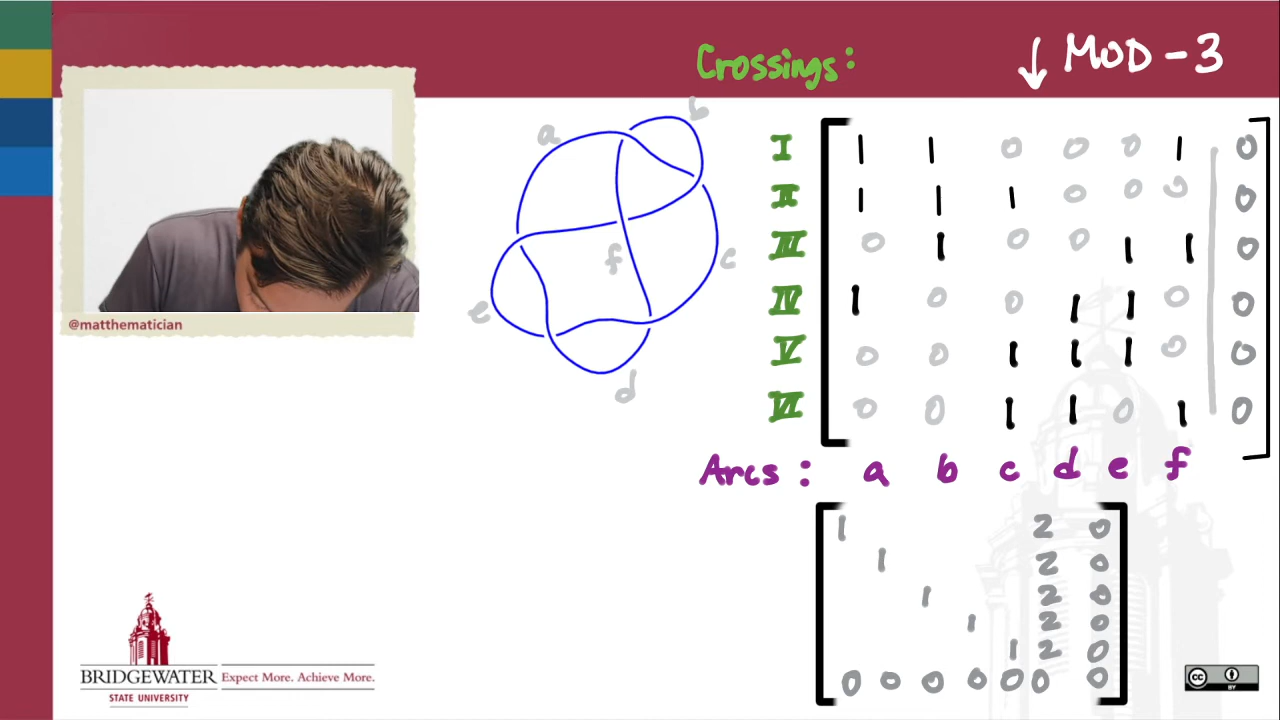 Crossings: ↓ MOD-3
a b c d e f
I 1 1 0 0 0 1 0
II 1 1 1 0 0 0 0
III 0 1 0 0 1 1 0
IV 1 0 0 1 1 0 0
V 0 0 1 1 1 0 0
VI 0 0 1 1 0 1 0
Arcs: a b c d e f
1 2 0
1 2 0
1 2 0
1 2 0
1 2 0
0 0 0 0 0 0 0
@matthematician
BRIDGEWATER
STATE UNIVERSITY
Expect More. Achieve More.
CC BY